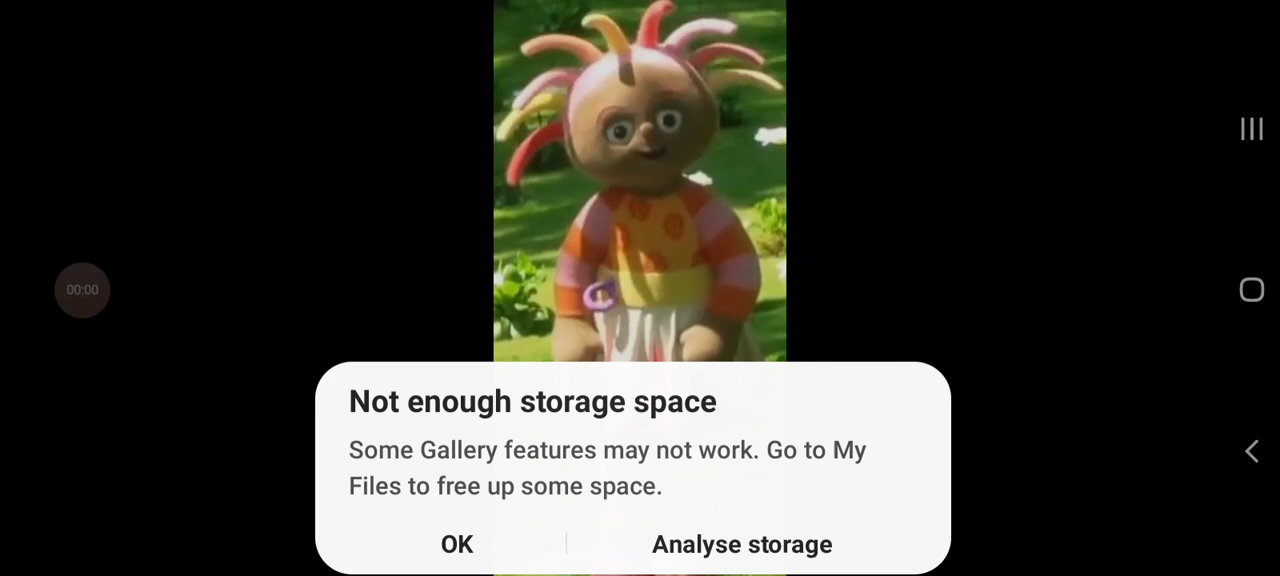 00:00
Not enough storage space
Some Gallery features may not work. Go to My
Files to free up some space.
OK
Analyse storage